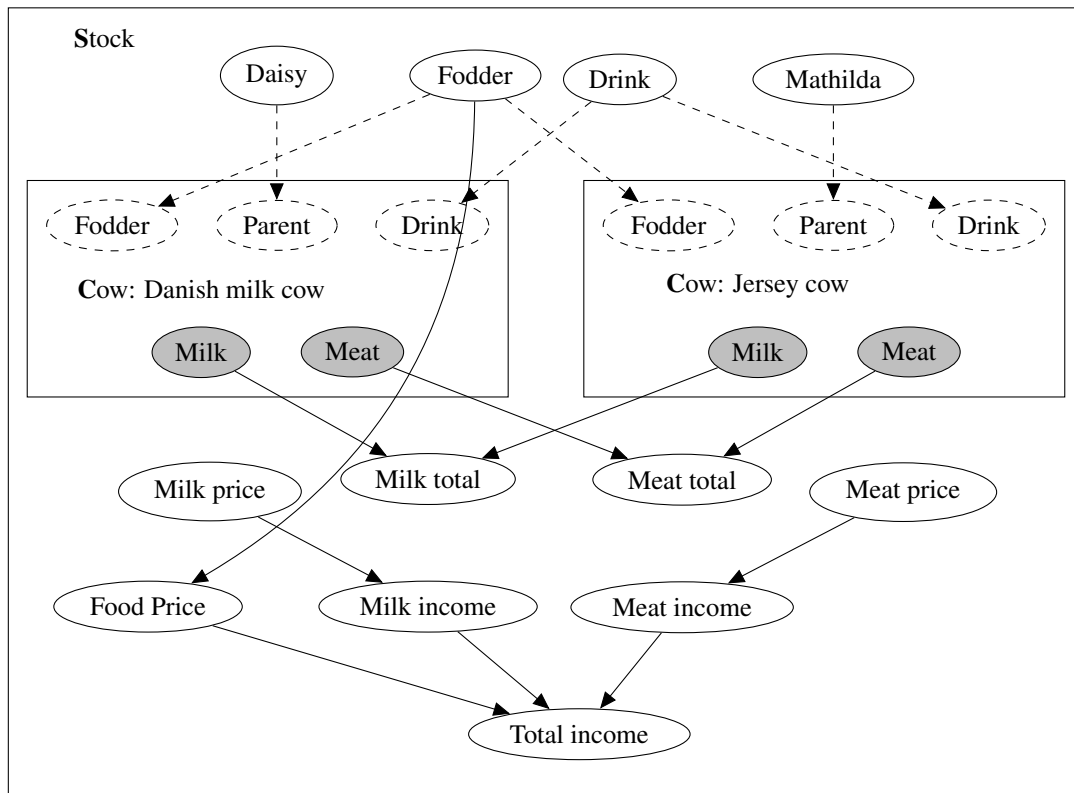 Stock
Daisy
Fodder
Drink
Mathilda
Fodder
Parent
Drink
Fodder
Parent
Drink
Cow: Danish milk cow
Cow: Jersey cow
Milk
Meat
Milk
Meat
Milk total
Meat total
Milk price
Meat price
Food Price
Milk income
Meat income
Total income